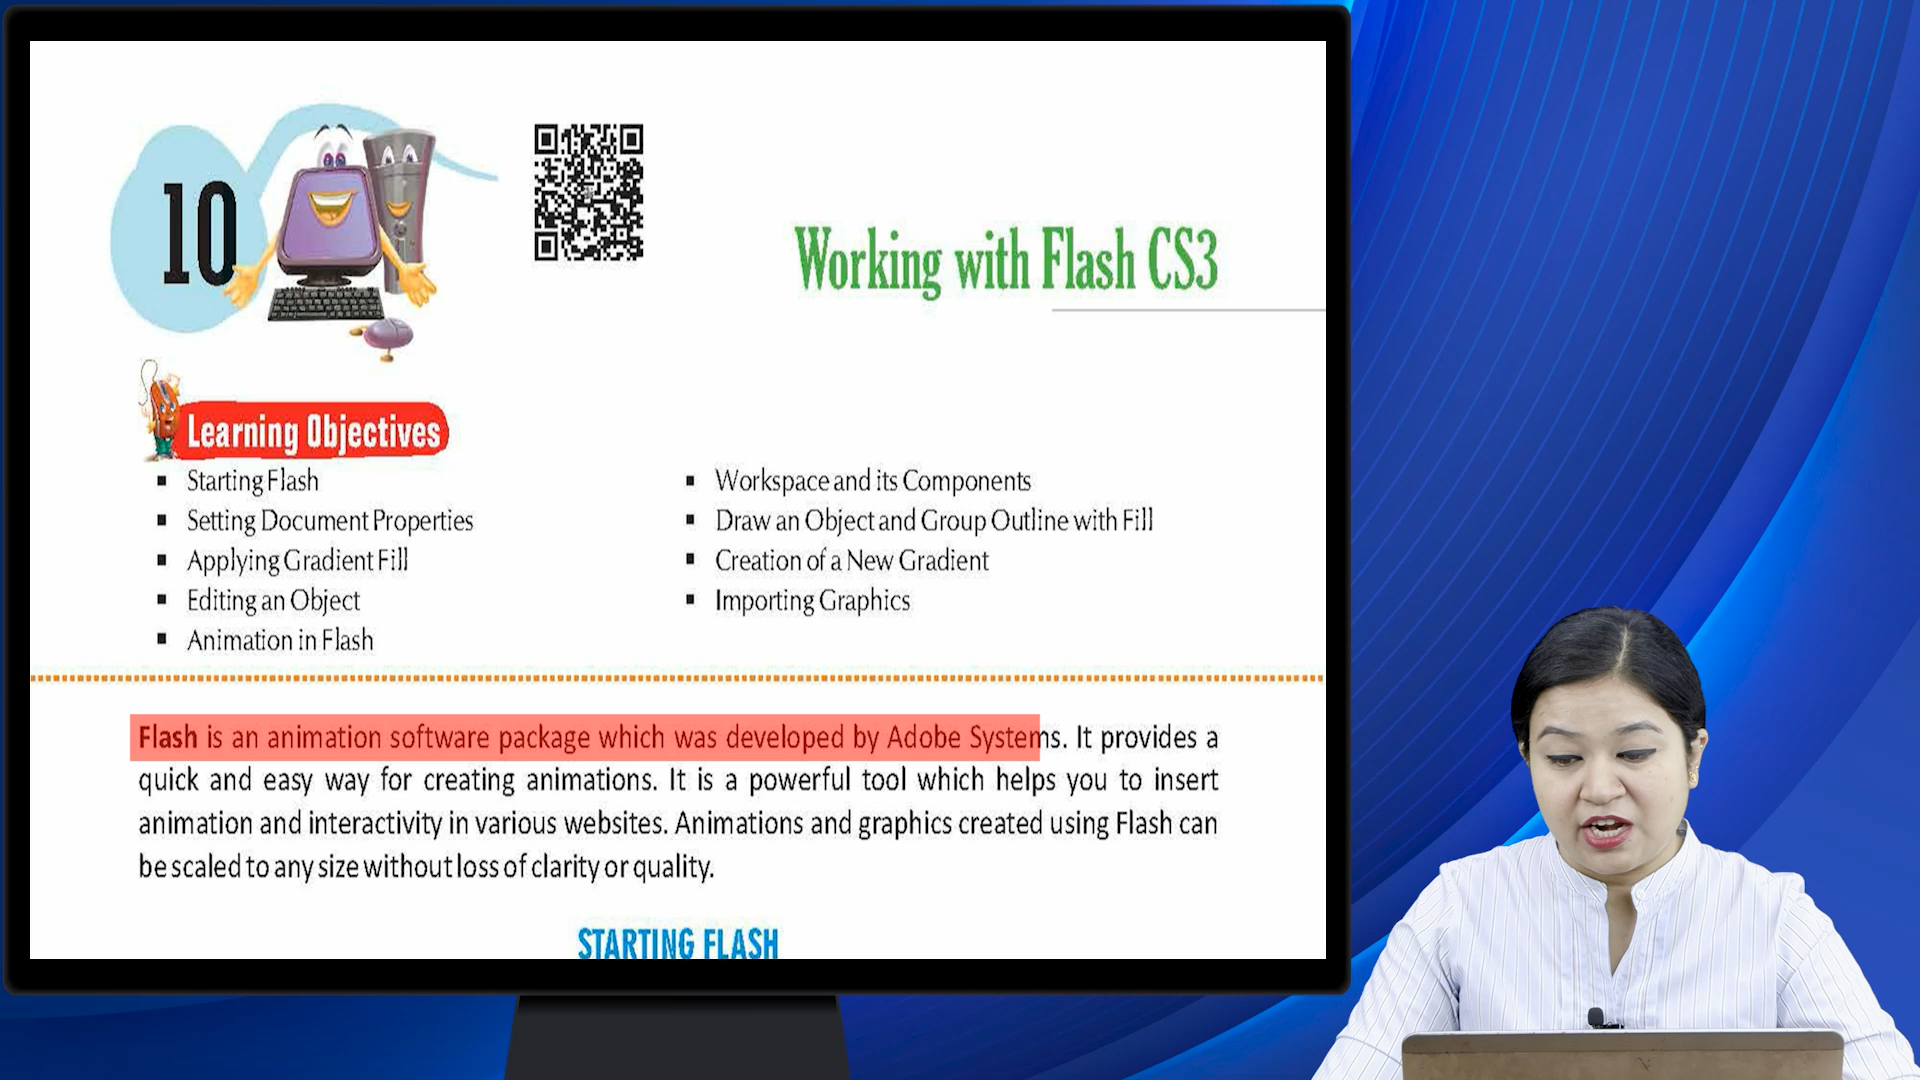 10
Working with Flash CS3
Learning Objectives
▪ Starting Flash
▪ Setting Document Properties
▪ Applying Gradient Fill
▪ Editing an Object
▪ Animation in Flash
▪ Workspace and its Components
▪ Draw an Object and Group Outline with Fill
▪ Creation of a New Gradient
▪ Importing Graphics
Flash is an animation software package which was developed by Adobe Systems. It provides a
quick and easy way for creating animations. It is a powerful tool which helps you to insert
animation and interactivity in various websites. Animations and graphics created using Flash can
be scaled to any size without loss of clarity or quality.
STARTING FLASH